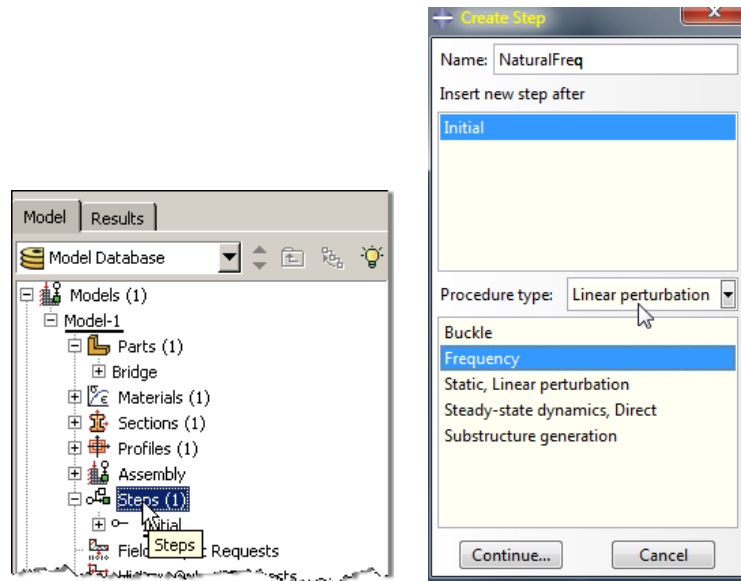 Model Results
Model Database
Models (1)
Model-1
Parts (1)
Bridge
Materials (1)
Sections (1)
Profiles (1)
Assembly
Steps (1)
Initial
Steps
Field Requests
Create Step
Name: NaturalFreq
Insert new step after
Initial
Procedure type: Linear perturbation
Buckle
Frequency
Static, Linear perturbation
Steady-state dynamics, Direct
Substructure generation
Continue... Cancel